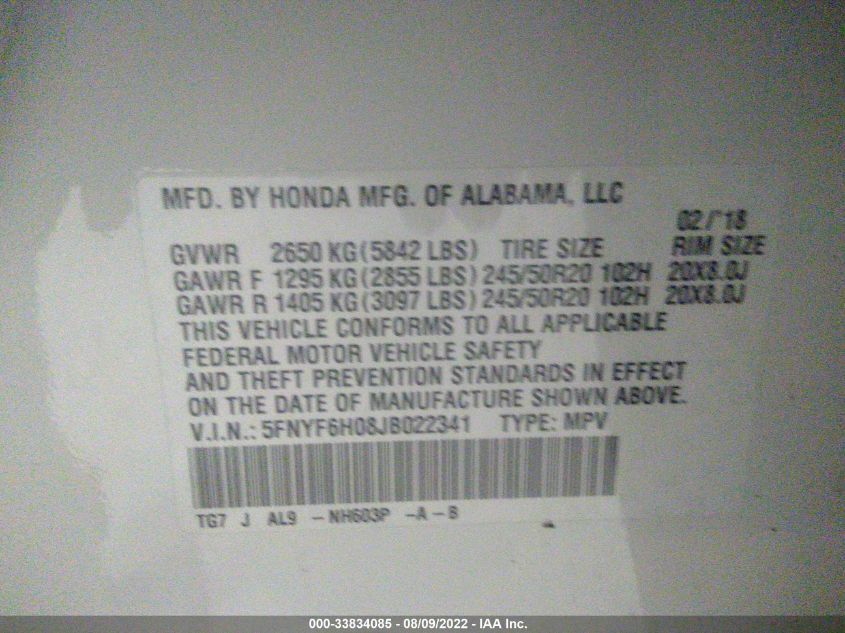 MFD. BY HONDA MFG. OF ALABAMA, LLC
02/'18
GVWR 2650 KG(5842 LBS) TIRE SIZE RIM SIZE
GAWR F 1295 KG(2855 LBS) 245/50R20 102H 20X8.0J
GAWR R 1405 KG(3097 LBS) 245/50R20 102H 20X8.0J
THIS VEHICLE CONFORMS TO ALL APPLICABLE
FEDERAL MOTOR VEHICLE SAFETY
AND THEFT PREVENTION STANDARDS IN EFFECT
ON THE DATE OF MANUFACTURE SHOWN ABOVE.
V.I.N.: 5FNYF6H08JB022341 TYPE: MPV
TG7 J AL9 -NH603P -A-B
000-33834085 - 08/09/2022 - IAA Inc.